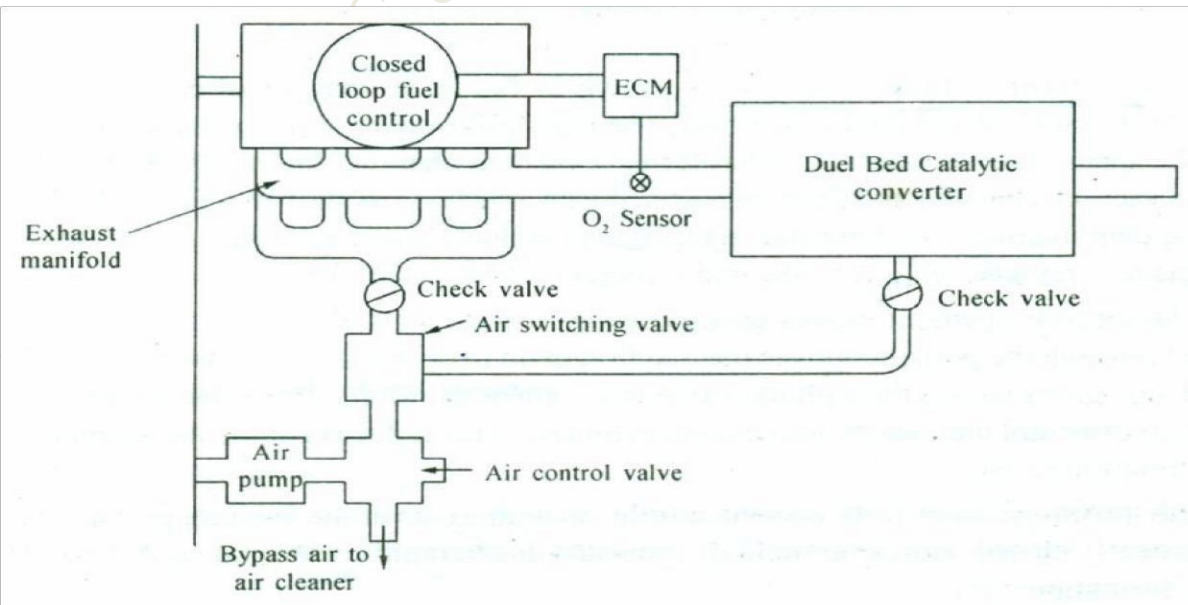 Closed
loop fuel
control
ECM
Duel Bed Catalytic
converter
O₂ Sensor
Exhaust
manifold
Check valve
Check valve
Air switching valve
Air
pump
Air control valve
Bypass air to
air cleaner